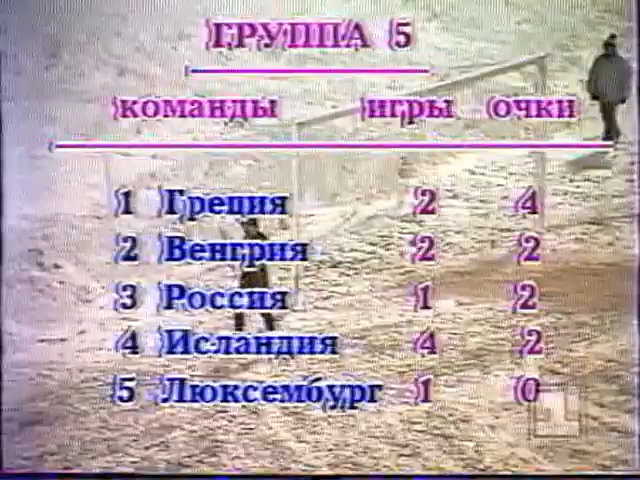 ГРУППА 5
команды игры очки
1 Греция 2 4
2 Венгрия 2 2
3 Россия 1 2
4 Исландия 4 2
5 Люксембург 1 0
1